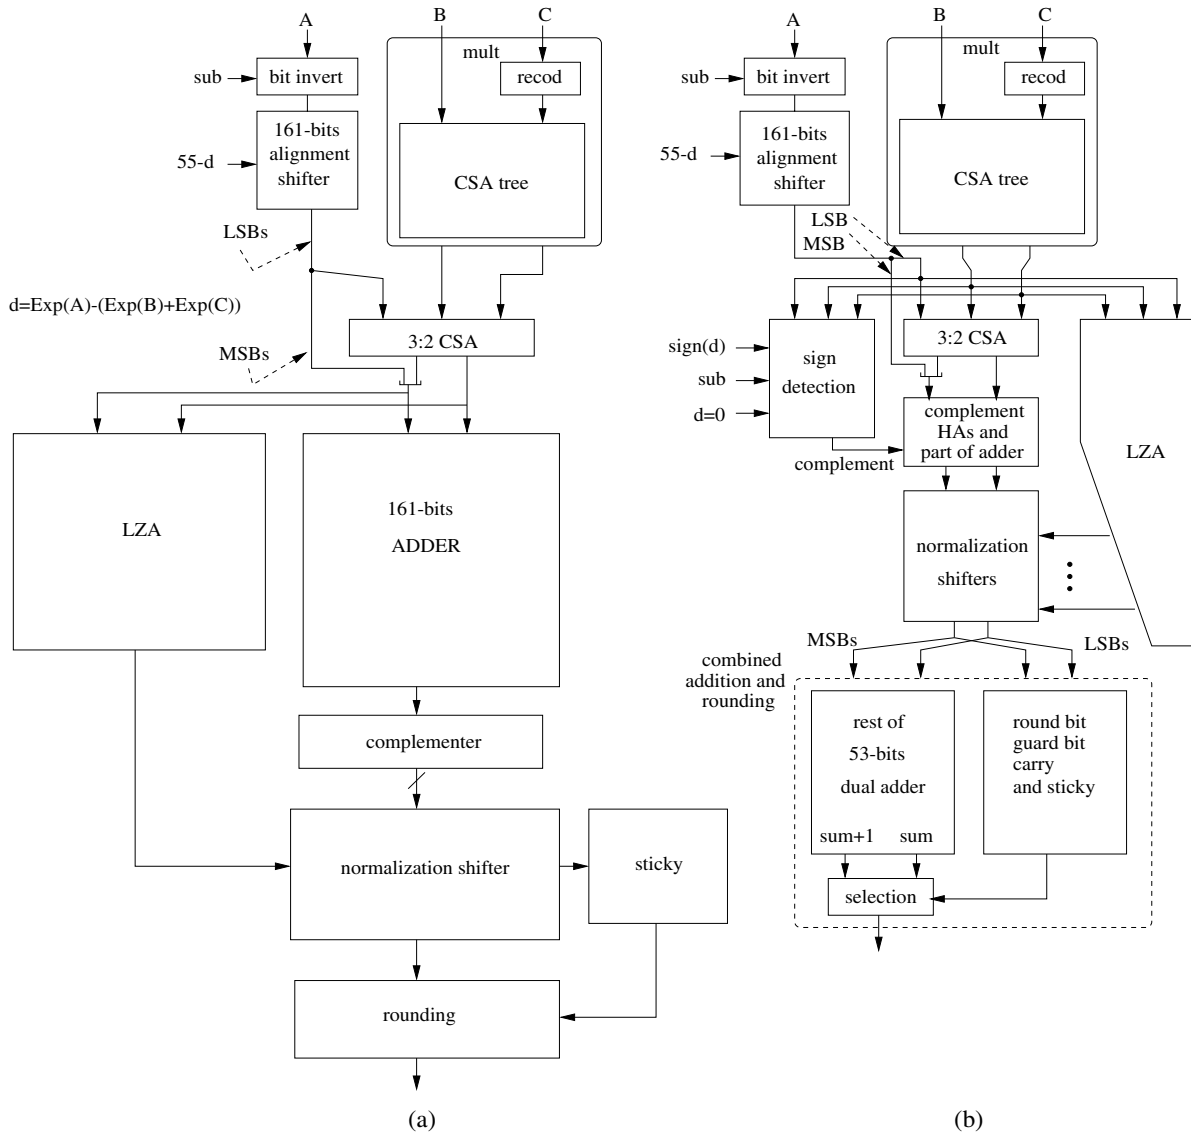 A
B
C
mult
sub
bit invert
recod
161-bits
alignment
shifter
55-d
CSA tree
LSBs
d=Exp(A)-(Exp(B)+Exp(C))
3:2 CSA
MSBs
LZA
161-bits
ADDER
complementer
normalization shifter
sticky
rounding
(a)
A
B
C
mult
sub
bit invert
recod
161-bits
alignment
shifter
55-d
CSA tree
LSB
MSB
sign(d)
sub
d=0
sign
detection
3:2 CSA
complement
complement
HAs and
part of adder
LZA
normalization
shifters
MSBs
LSBs
combined
addition and
rounding
rest of
53-bits
dual adder
sum+1
sum
round bit
guard bit
carry
and sticky
selection
(b)